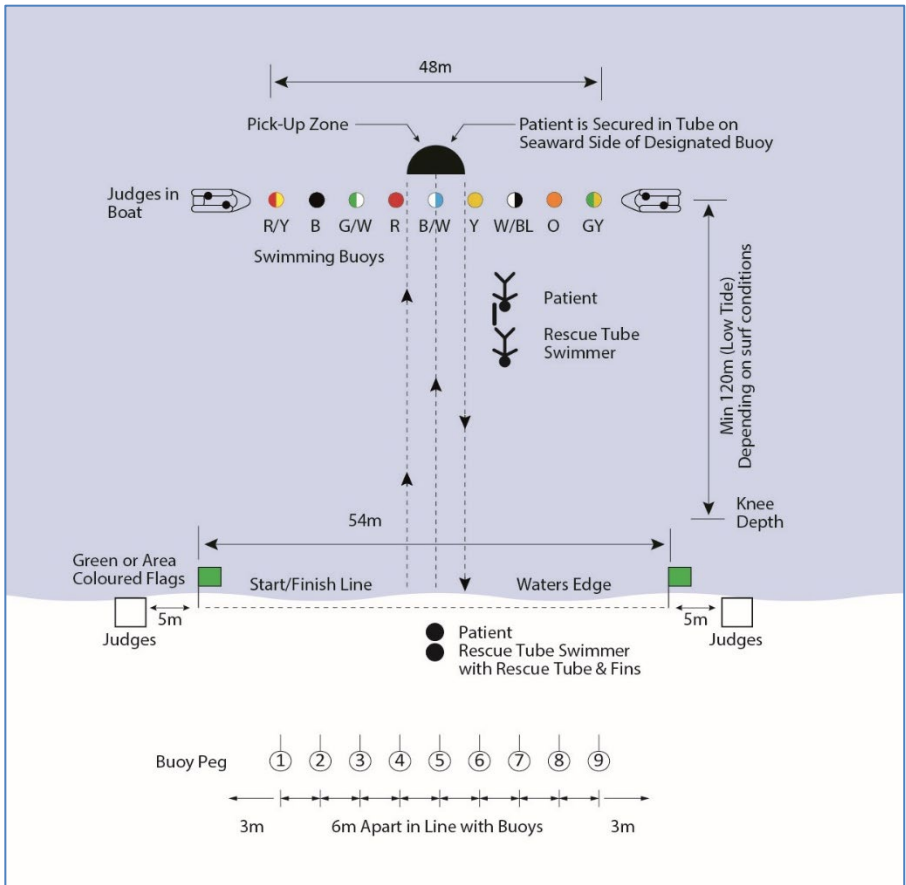 48m
Pick-Up Zone
Patient is Secured in Tube on
Seaward Side of Designated Buoy
Judges in
Boat
R/Y B G/W R B/W Y W/BL O GY
Swimming Buoys
Patient
Rescue Tube
Swimmer
Min 120m (Low Tide)
Depending on surf conditions
Knee
Depth
54m
Green or Area
Coloured Flags
Start/Finish Line
Waters Edge
5m
5m
Judges
Judges
Patient
Rescue Tube Swimmer
with Rescue Tube & Fins
Buoy Peg
1 2 3 4 5 6 7 8 9
3m
6m Apart in Line with Buoys
3m